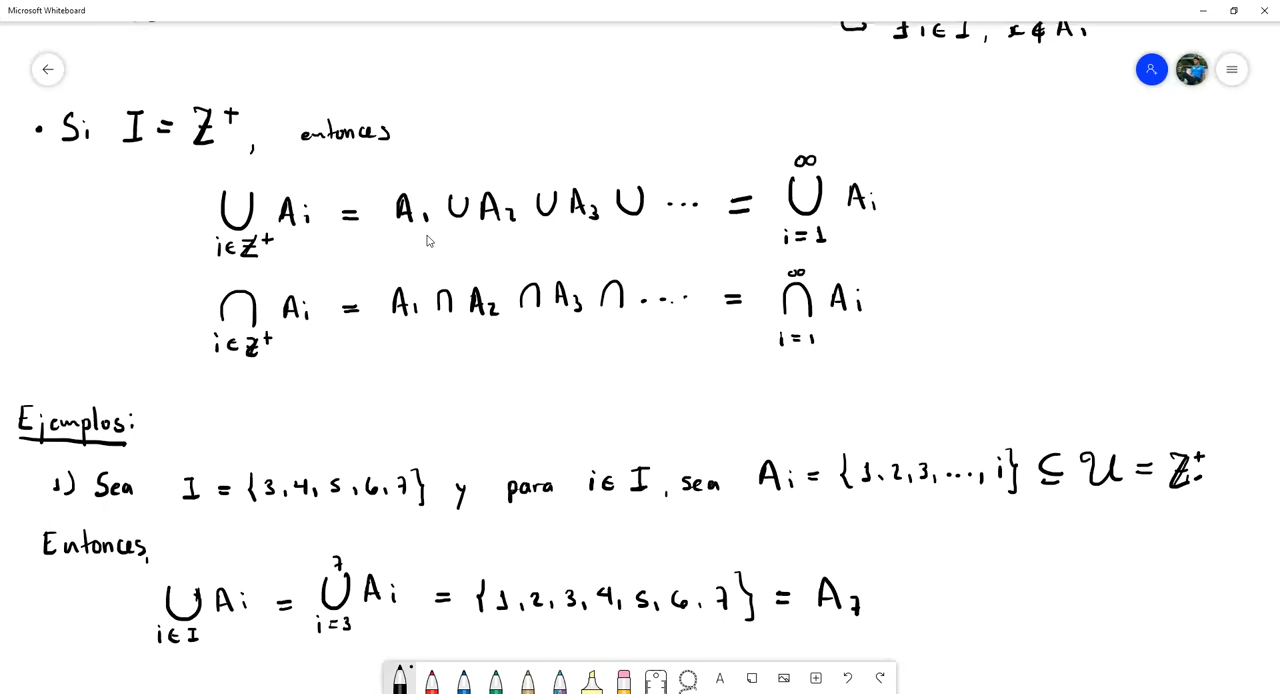 Microsoft Whiteboard
∃ i ∈ I, x ∉ Ai
• Si I = Z⁺, entonces
⋃ i∈Z⁺ Ai = A₁ ∪ A₂ ∪ A₃ ∪ ... = ⋃ i=1 ∞ Ai
⋂ i∈Z⁺ Ai = A₁ ∩ A₂ ∩ A₃ ∩ .... = ⋂ i=1 ∞ Ai
Ejemplos:
1) Sea I = {3, 4, 5, 6, 7} y para i ∈ I, sea Ai = {1, 2, 3, ..., i} ⊆ U = Z⁺.
Entonces,
⋃ i∈I Ai = ⋃ i=3 7 Ai = {1, 2, 3, 4, 5, 6, 7} = A₇
A